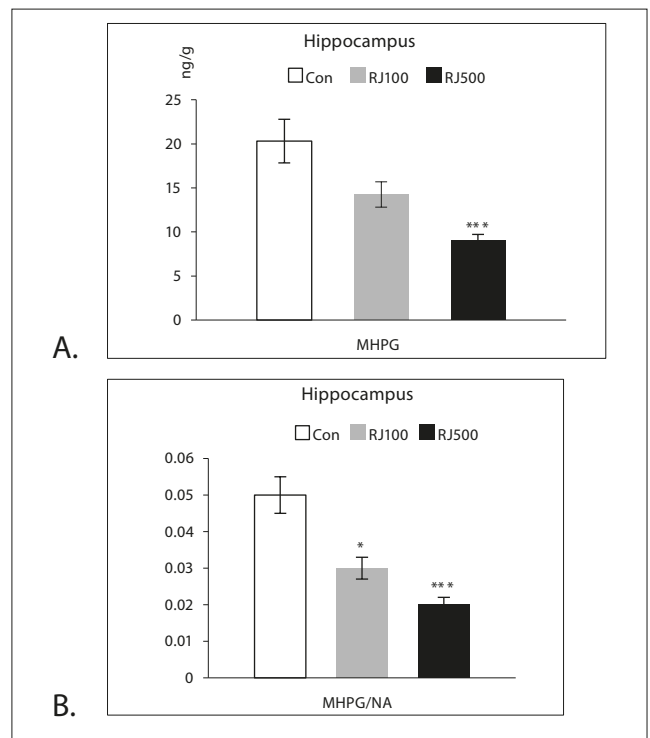 Hippocampus
ng/g
Con RJ100 RJ500
25
20
15
10
5
0
***
MHPG
A.
Hippocampus
Con RJ100 RJ500
0.06
0.05
0.04
0.03
0.02
0.01
0
*
***
MHPG/NA
B.